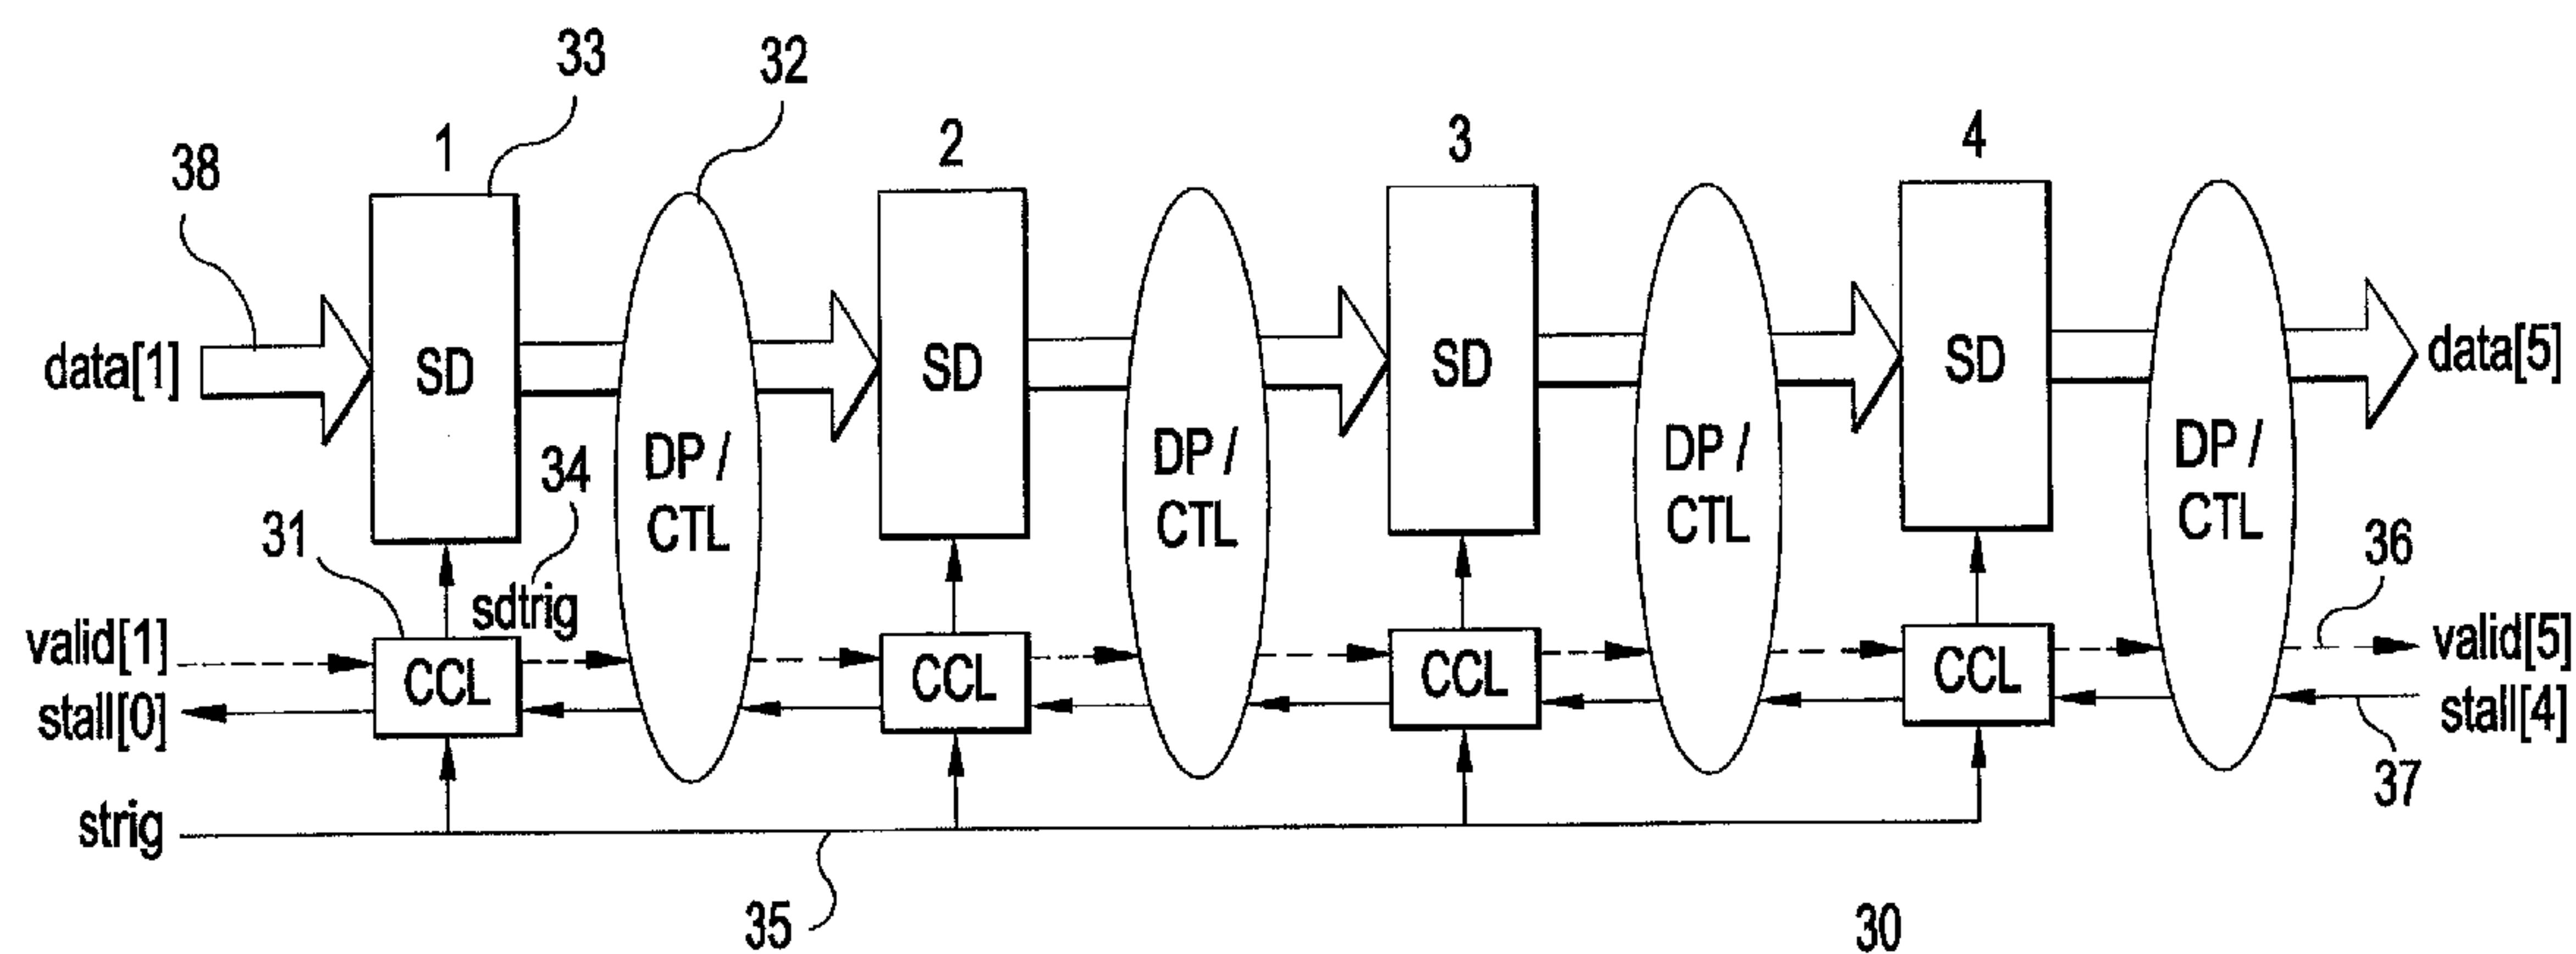 33
32
1
2
3
4
38
data[1]
SD
SD
SD
SD
data[5]
34
DP /
CTL
DP /
CTL
DP /
CTL
DP /
CTL
31
sdtrig
36
valid[1]
CCL
CCL
CCL
CCL
valid[5]
stall[0]
stall[4]
37
strig
35
30